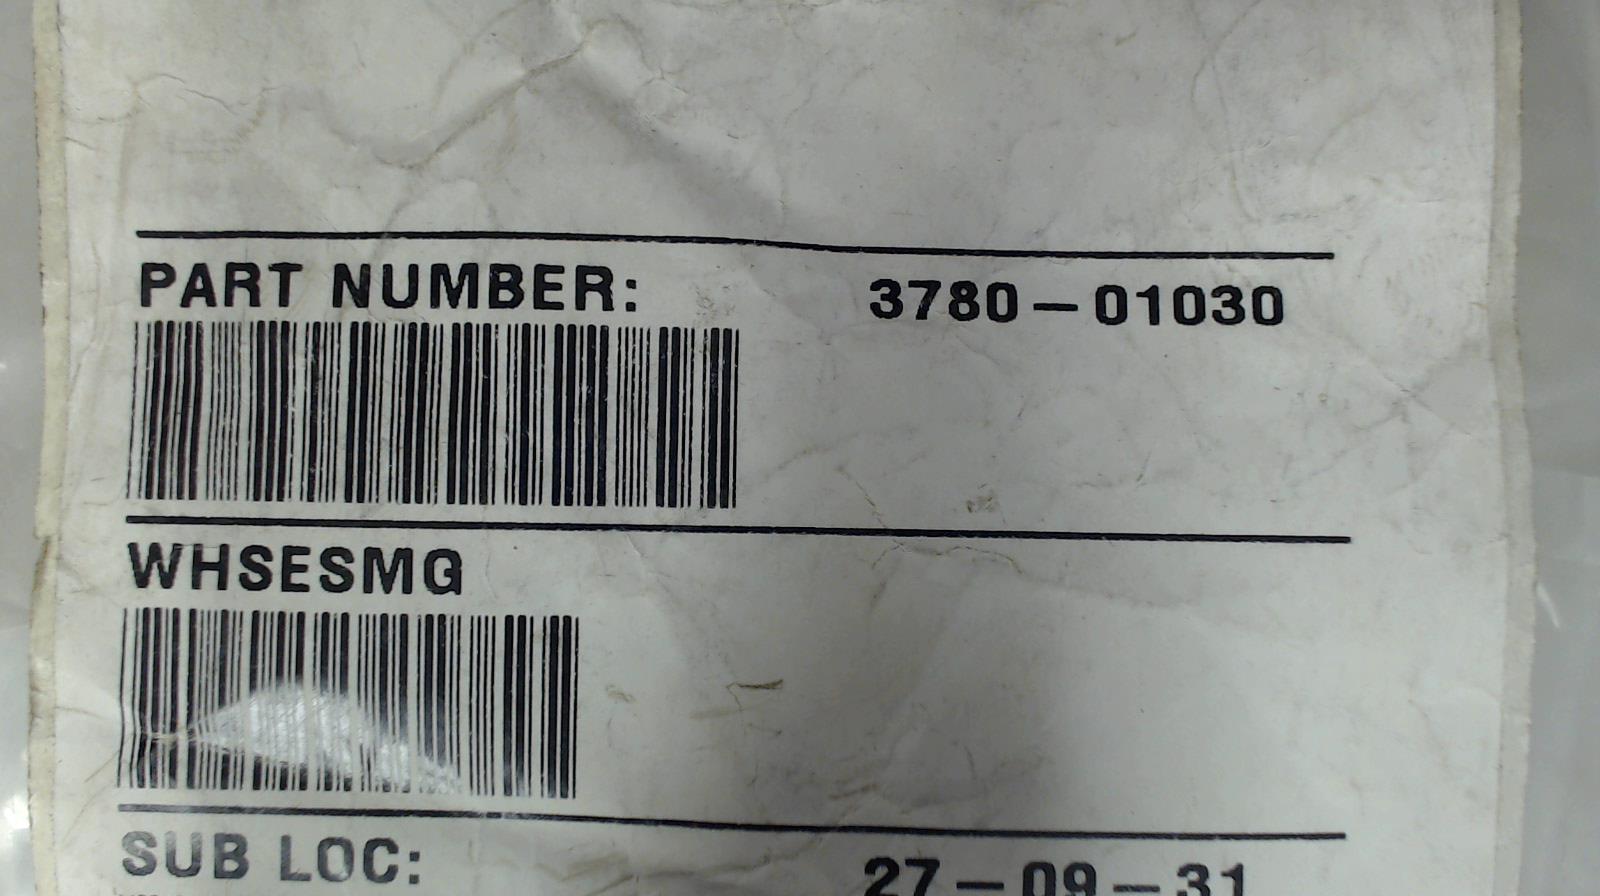 PART NUMBER: 3780-01030
WHSESMG
SUB LOC: 27-09-31